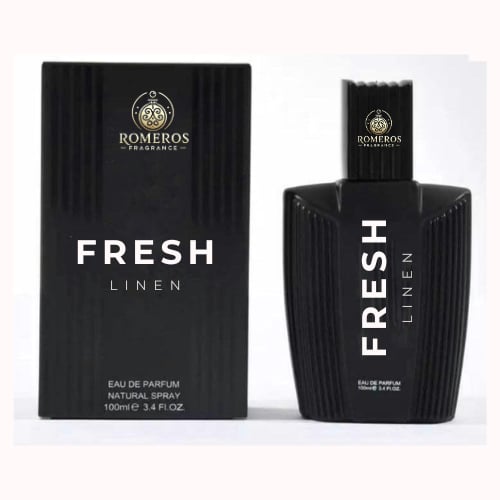 ROMEROS
FRAGRANCE
FRESH
LINEN
EAU DE PARFUM
NATURAL SPRAY
100ml℮ 3.4 Fl.OZ.
ROMEROS
FRAGRANCE
FRESH
LINEN
EAU DE PARFUM
100ml℮ 3.4 Fl.OZ.